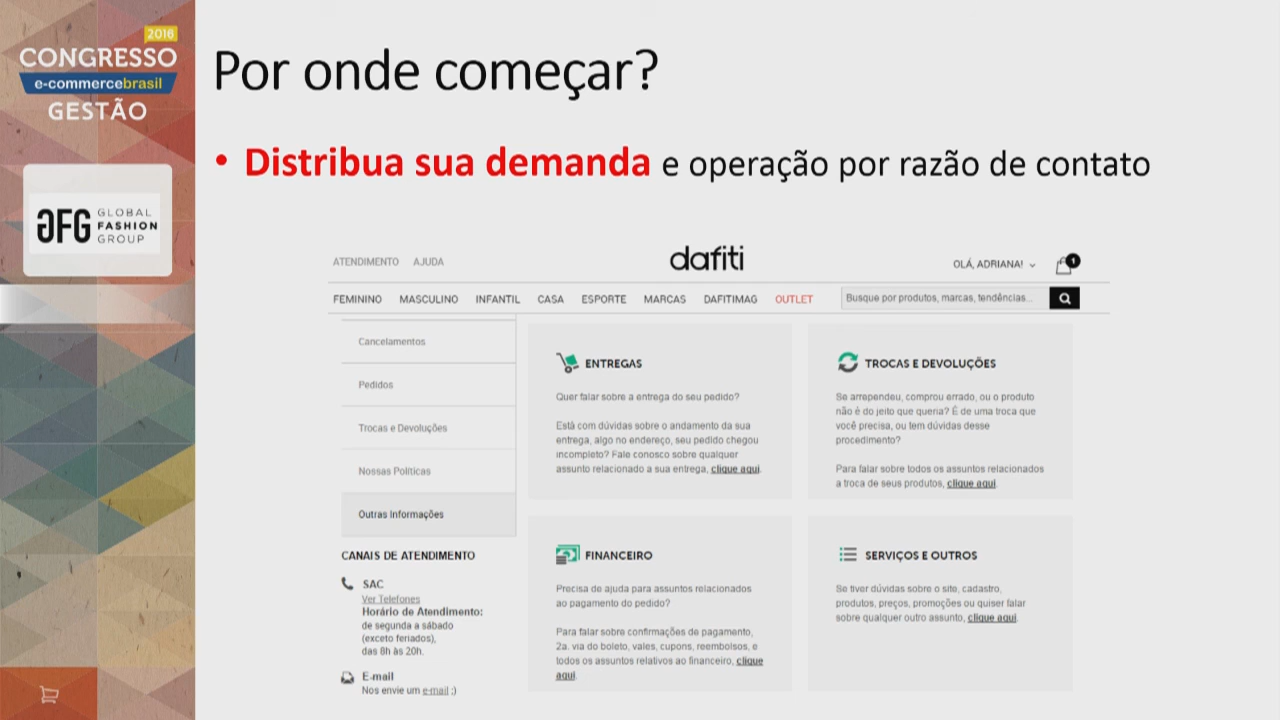 2016
CONGRESSO
e-commercebrasil
GESTÃO
GFG GLOBAL
FASHION
GROUP
Por onde começar?
• Distribua sua demanda e operação por razão de contato
ATENDIMENTO AJUDA
dafiti
OLÁ, ADRIANA!
1
FEMININO MASCULINO INFANTIL CASA ESPORTE MARCAS DAFITIMAG OUTLET
Busque por produtos, marcas, tendências...
Cancelamentos
Pedidos
Trocas e Devoluções
Nossas Políticas
Outras Informações
CANAIS DE ATENDIMENTO
SAC
Ver Telefones
Horário de Atendimento:
de segunda a sábado
(exceto feriados),
das 8h às 20h.
E-mail
Nos envie um e-mail ;)
ENTREGAS
Quer falar sobre a entrega do seu pedido?
Está com dúvidas sobre o andamento da sua
entrega, algo no endereço, seu pedido chegou
incompleto? Fale conosco sobre qualquer
assunto relacionado a sua entrega, clique aqui.
TROCAS E DEVOLUÇÕES
Se arrependeu, comprou errado, ou o produto
não é do jeito que queria? É de uma troca que
você precisa, ou tem dúvidas desse
procedimento?
Para falar sobre todos os assuntos relacionados
a troca de seus produtos, clique aqui.
FINANCEIRO
Precisa de ajuda para assuntos relacionados
ao pagamento do pedido?
Para falar sobre confirmações de pagamento,
2a. via do boleto, vales, cupons, reembolsos, e
todos os assuntos relativos ao financeiro, clique
aqui.
SERVIÇOS E OUTROS
Se tiver dúvidas sobre o site, cadastro,
produtos, preços, promoções ou quiser falar
sobre qualquer outro assunto, clique aqui.